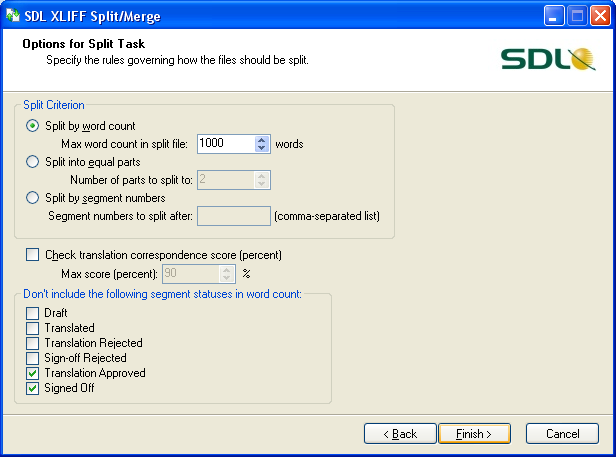 SDL XLIFF Split/Merge
Options for Split Task
Specify the rules governing how the files should be split.
SDL
Split Criterion
Split by word count
Max word count in split file: 1000 words
Split into equal parts
Number of parts to split to: 2
Split by segment numbers
Segment numbers to split after: (comma-separated list)
Check translation correspondence score (percent)
Max score (percent): 90 %
Don't include the following segment statuses in word count:
Draft
Translated
Translation Rejected
Sign-off Rejected
Translation Approved
Signed Off
< Back Finish > Cancel